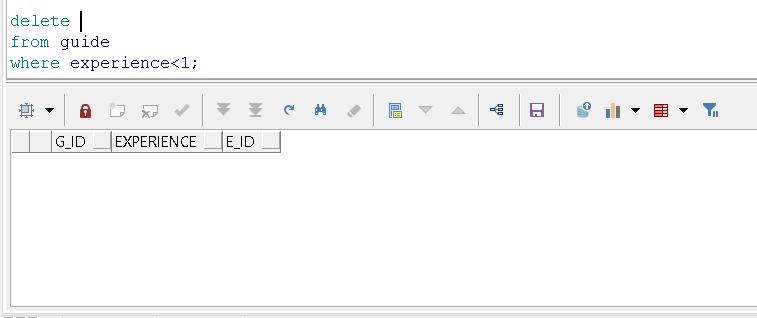 delete
from guide
where experience<1;
G_ID EXPERIENCE E_ID